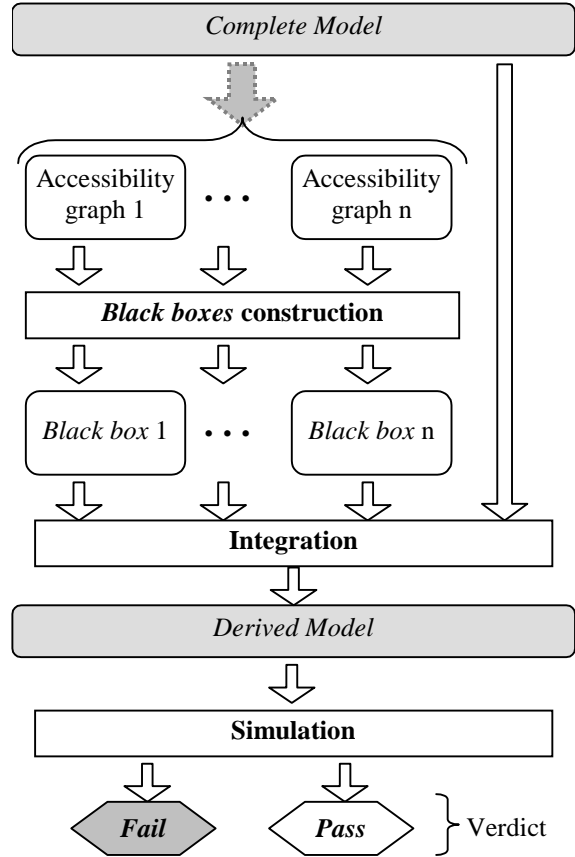 Complete Model
Accessibility
graph 1
• • •
Accessibility
graph n
Black boxes construction
Black box 1
• • •
Black box n
Integration
Derived Model
Simulation
Fail
Pass
Verdict